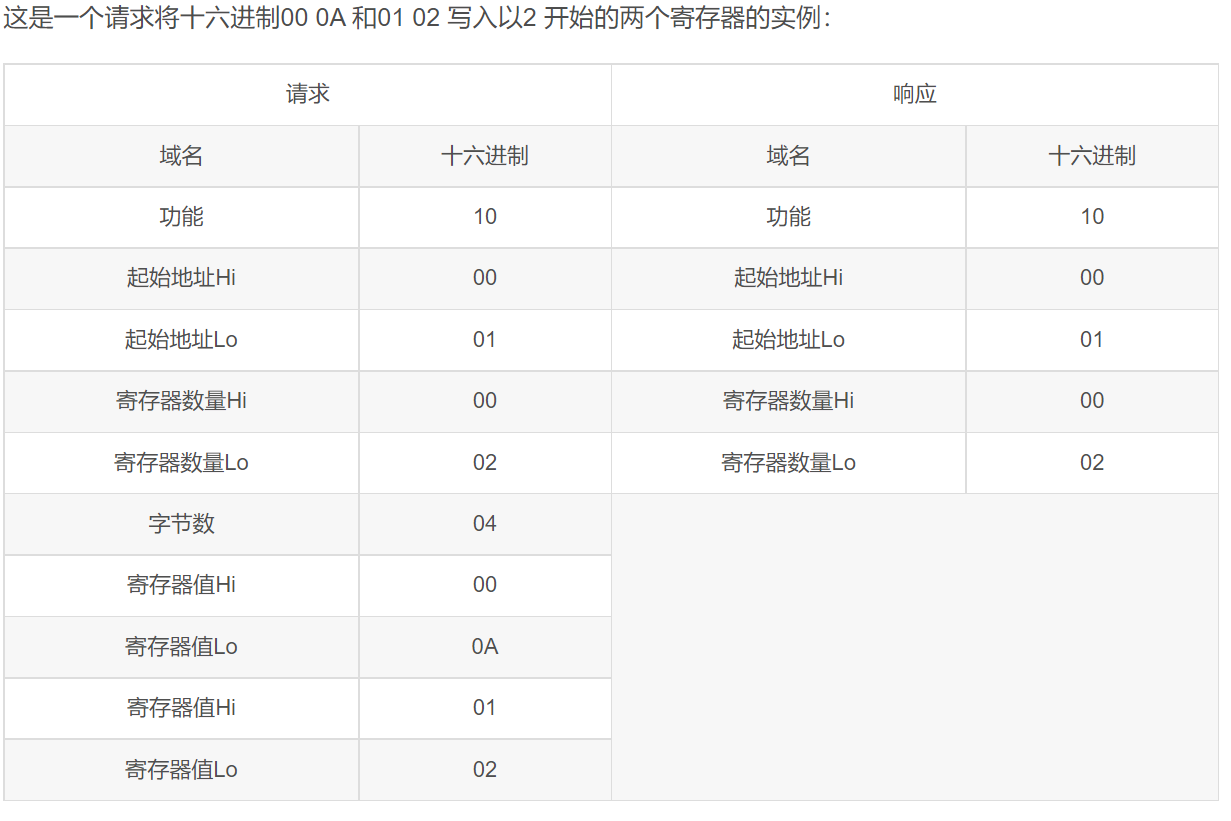 这是一个请求将十六进制00 0A 和01 02 写入以2 开始的两个寄存器的实例：
请求 响应
域名 十六进制 域名 十六进制
功能 10 功能 10
起始地址Hi 00 起始地址Hi 00
起始地址Lo 01 起始地址Lo 01
寄存器数量Hi 00 寄存器数量Hi 00
寄存器数量Lo 02 寄存器数量Lo 02
字节数 04
寄存器值Hi 00
寄存器值Lo 0A
寄存器值Hi 01
寄存器值Lo 02